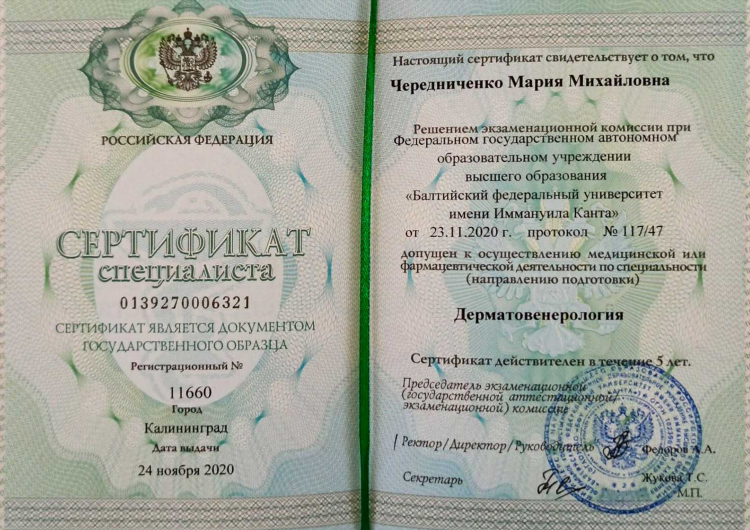 РОССИЙСКАЯ ФЕДЕРАЦИЯ
СЕРТИФИКАТ
специалиста
0139270006321
СЕРТИФИКАТ ЯВЛЯЕТСЯ ДОКУМЕНТОМ
ГОСУДАРСТВЕННОГО ОБРАЗЦА
Регистрационный №
11660
Город
Калининград
Дата выдачи
24 ноября 2020
Настоящий сертификат свидетельствует о том, что
Чередниченко Мария Михайловна
Решением экзаменационной комиссии при
Федеральном государственном автономном
образовательном учреждении
высшего образования
«Балтийский федеральный университет
имени Иммануила Канта»
от 23.11.2020 г. протокол № 117/47
допущен к осуществлению медицинской или
фармацевтической деятельности по специальности
(направлению подготовки)
Дерматовенерология
Сертификат действителен в течение 5 лет.
Председатель экзаменационной
(государственной аттестационной/
экзаменационной) комиссии
Ректор/Директор/Руководитель Федоров А.А.
Секретарь Жукова Т.С.
М.П.